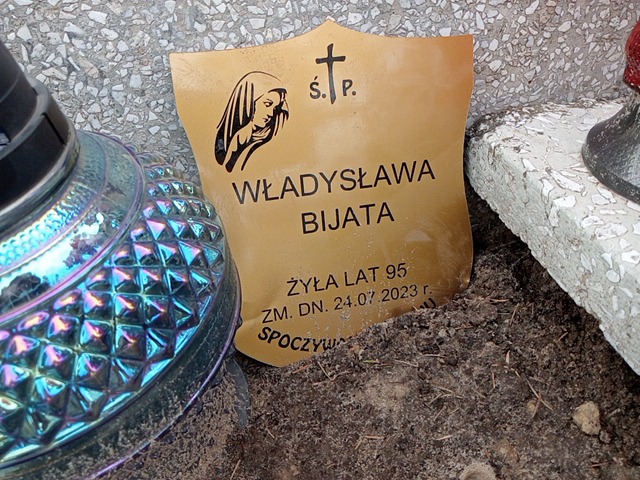 Ś. P.
WŁADYSŁAWA
BIJATA
ŻYŁA LAT 95
ZM. DN. 24.07.2023 r.